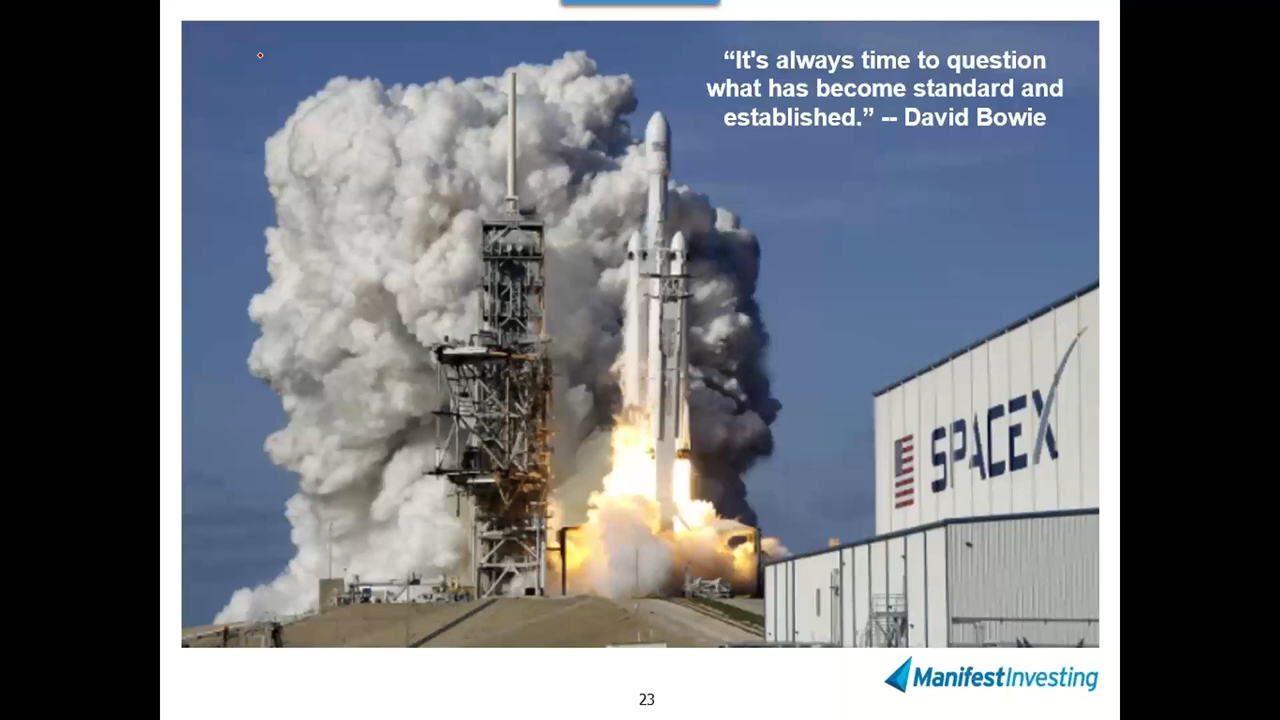 “It's always time to question
what has become standard and
established.” -- David Bowie
SPACEX
ManifestInvesting
23